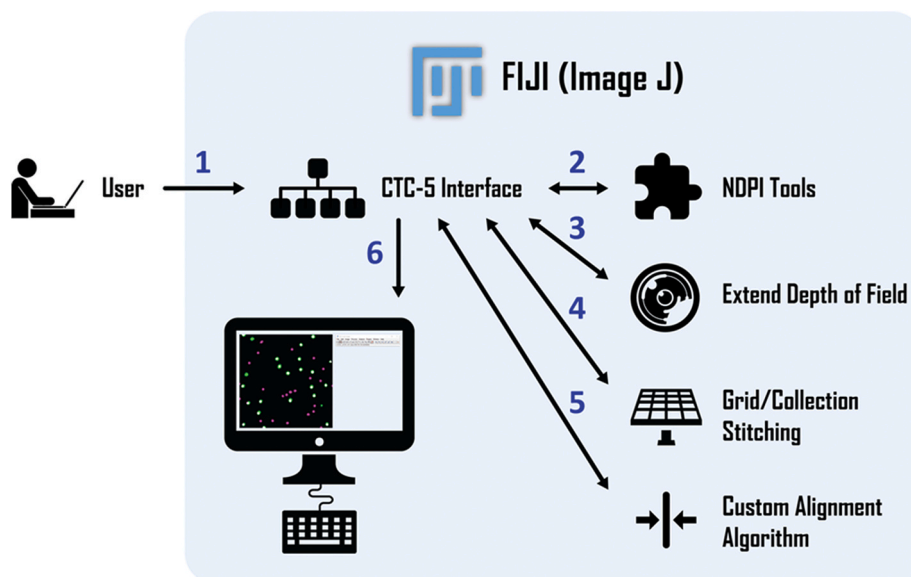 FIJI (Image J)
1
2
User
CTC-5 Interface
NDPI Tools
3
6
Extend Depth of Field
4
5
Grid/Collection
Stitching
Custom Alignment
Algorithm